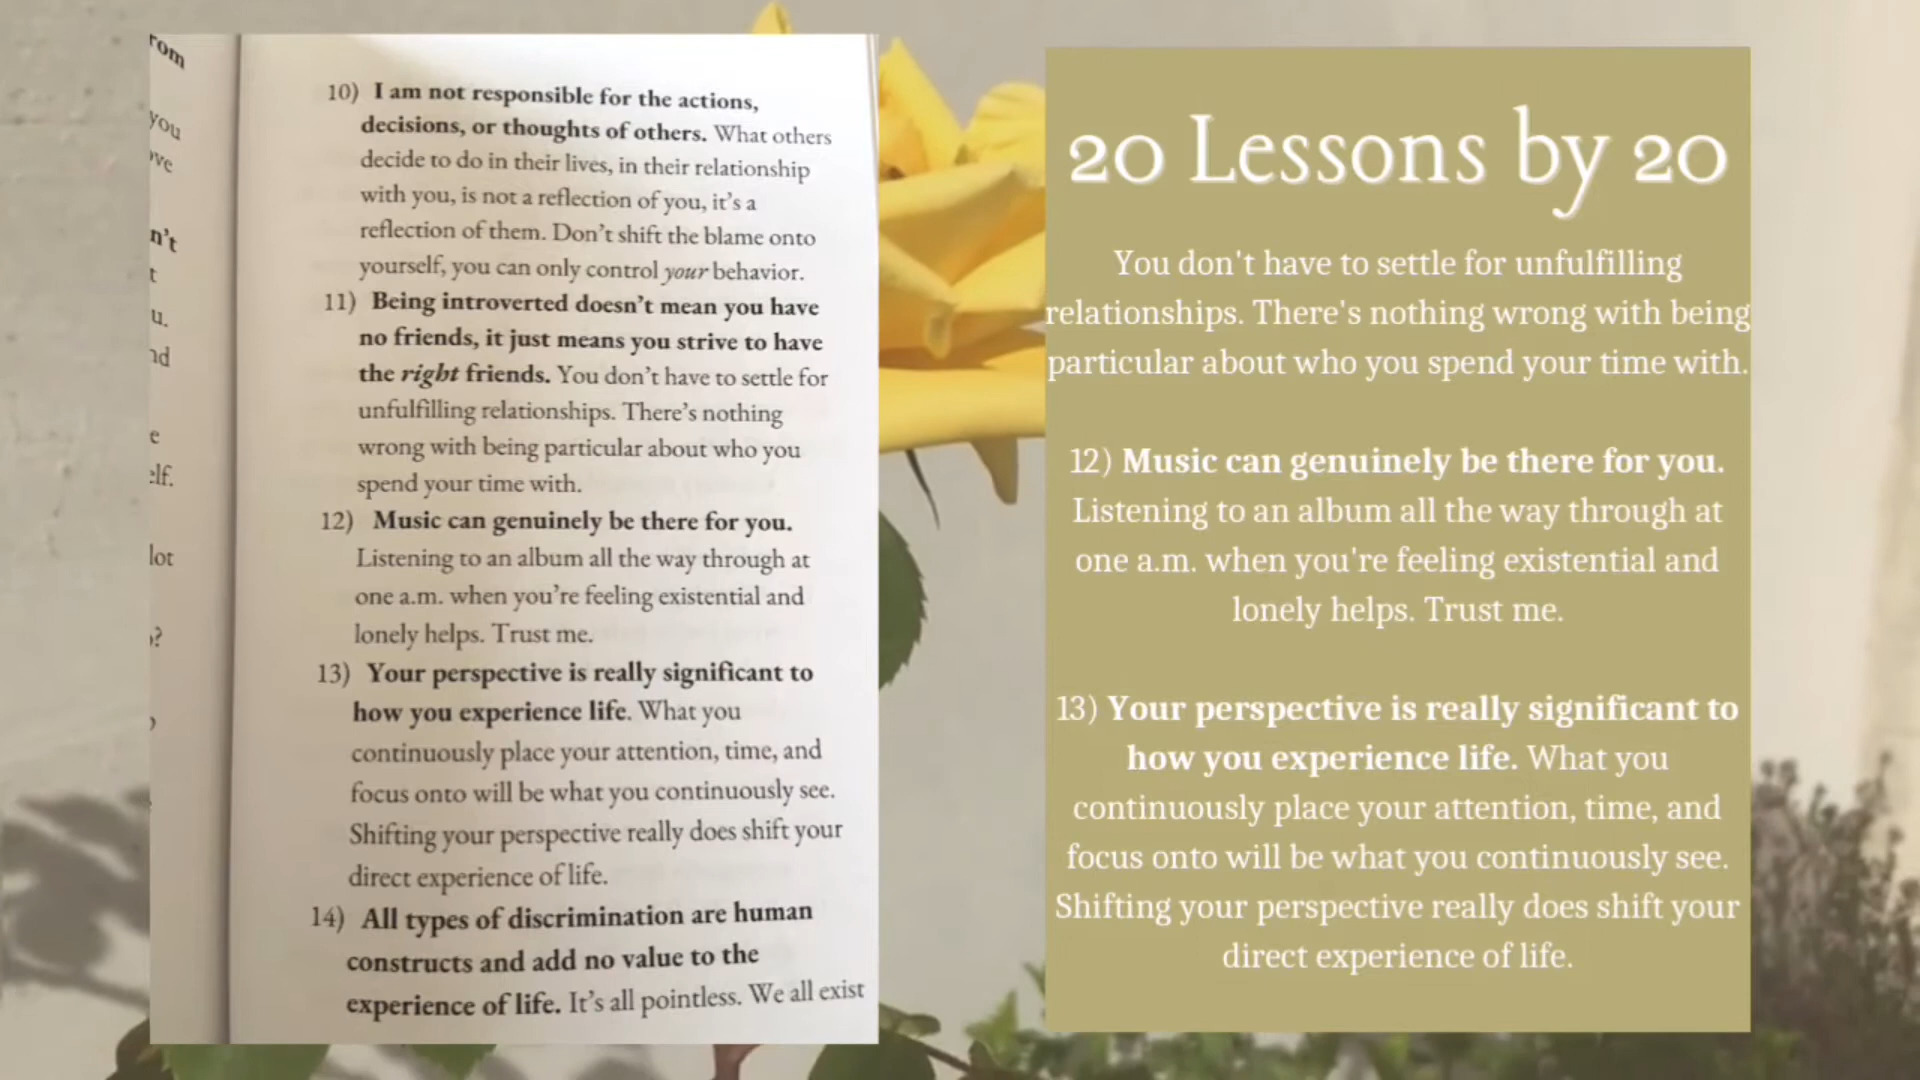 rom
you
ove
n't
t
u.
nd
e
elf.
lot
?
10) I am not responsible for the actions,
decisions, or thoughts of others. What others
decide to do in their lives, in their relationship
with you, is not a reflection of you, it's a
reflection of them. Don't shift the blame onto
yourself, you can only control your behavior.
11) Being introverted doesn't mean you have
no friends, it just means you strive to have
the right friends. You don't have to settle for
unfulfilling relationships. There's nothing
wrong with being particular about who you
spend your time with.
12) Music can genuinely be there for you.
Listening to an album all the way through at
one a.m. when you're feeling existential and
lonely helps. Trust me.
13) Your perspective is really significant to
how you experience life. What you
continuously place your attention, time, and
focus onto will be what you continuously see.
Shifting your perspective really does shift your
direct experience of life.
14) All types of discrimination are human
constructs and add no value to the
experience of life. It's all pointless. We all exist
20 Lessons by 20
You don't have to settle for unfulfilling
relationships. There's nothing wrong with being
particular about who you spend your time with.
12) Music can genuinely be there for you.
Listening to an album all the way through at
one a.m. when you're feeling existential and
lonely helps. Trust me.
13) Your perspective is really significant to
how you experience life. What you
continuously place your attention, time, and
focus onto will be what you continuously see.
Shifting your perspective really does shift your
direct experience of life.